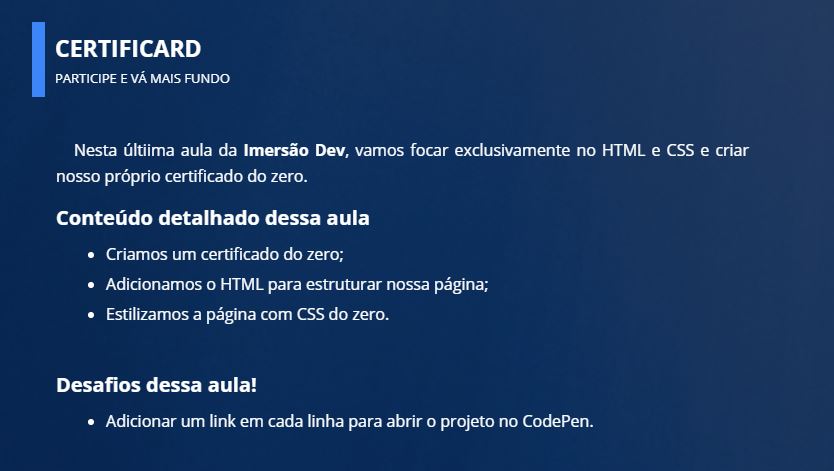 CERTIFICARD
PARTICIPE E VÁ MAIS FUNDO
Nesta últiima aula da Imersão Dev, vamos focar exclusivamente no HTML e CSS e criar
nosso próprio certificado do zero.
Conteúdo detalhado dessa aula
• Criamos um certificado do zero;
• Adicionamos o HTML para estruturar nossa página;
• Estilizamos a página com CSS do zero.
Desafios dessa aula!
• Adicionar um link em cada linha para abrir o projeto no CodePen.